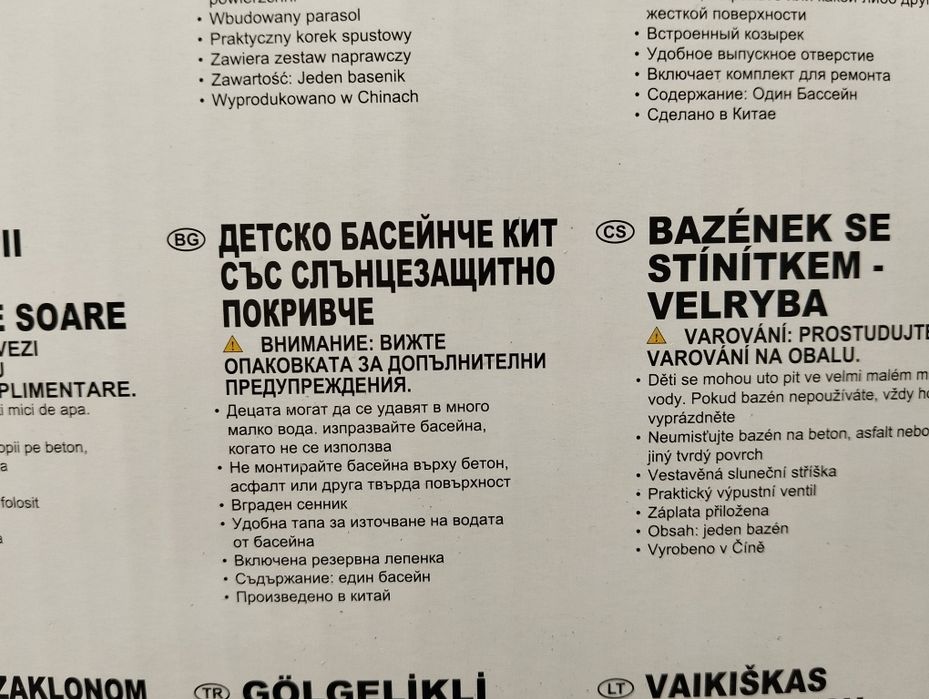 • Wbudowany parasol
• Praktyczny korek spustowy
• Zawiera zestaw naprawczy
• Zawartość: Jeden basenik
• Wyprodukowano w Chinach
жесткой поверхности
• Встроенный козырек
• Удобное выпускное отверстие
• Включает комплект для ремонта
• Содержание: Один Бассейн
• Сделано в Китае
II
SOARE
PLIMENTARE.
mici de apa.
pe beton,
folosit
BG ДЕТСКО БАСЕЙНЧЕ КИТ
СЪС СЛЪНЦЕЗАЩИТНО
ПОКРИВЧЕ
ВНИМАНИЕ: ВИЖТЕ
ОПАКОВКАТА ЗА ДОПЪЛНИТЕЛНИ
ПРЕДУПРЕЖДЕНИЯ.
• Децата могат да се удавят в много
малко вода. изпразвайте басейна,
когато не се използва
• Не монтирайте басейна върху бетон,
асфалт или друга твърда повърхност
• Вграден сенник
• Удобна тапа за източване на водата
от басейна
• Включена резервна лепенка
• Съдържание: един басейн
• Произведено в китай
CS BAZÉNEK SE
STÍNÍTKEM -
VELRYBA
VAROVÁNÍ: PROSTUDUJTE
VAROVÁNÍ NA OBALU.
• Děti se mohou uto pit ve velmi malém
vody. Pokud bazén nepoužíváte, vždy
vyprázdněte
• Neumisťujte bazén na beton, asfalt nebo
jiný tvrdý povrch
• Vestavěná sluneční stříška
• Praktický výpustní ventil
• Záplata přiložena
• Obsah: jeden bazén
• Vyrobeno v Číně
ZAKLONOM
TR GÖLGELİKLİ
LT VAIKIŠKAS